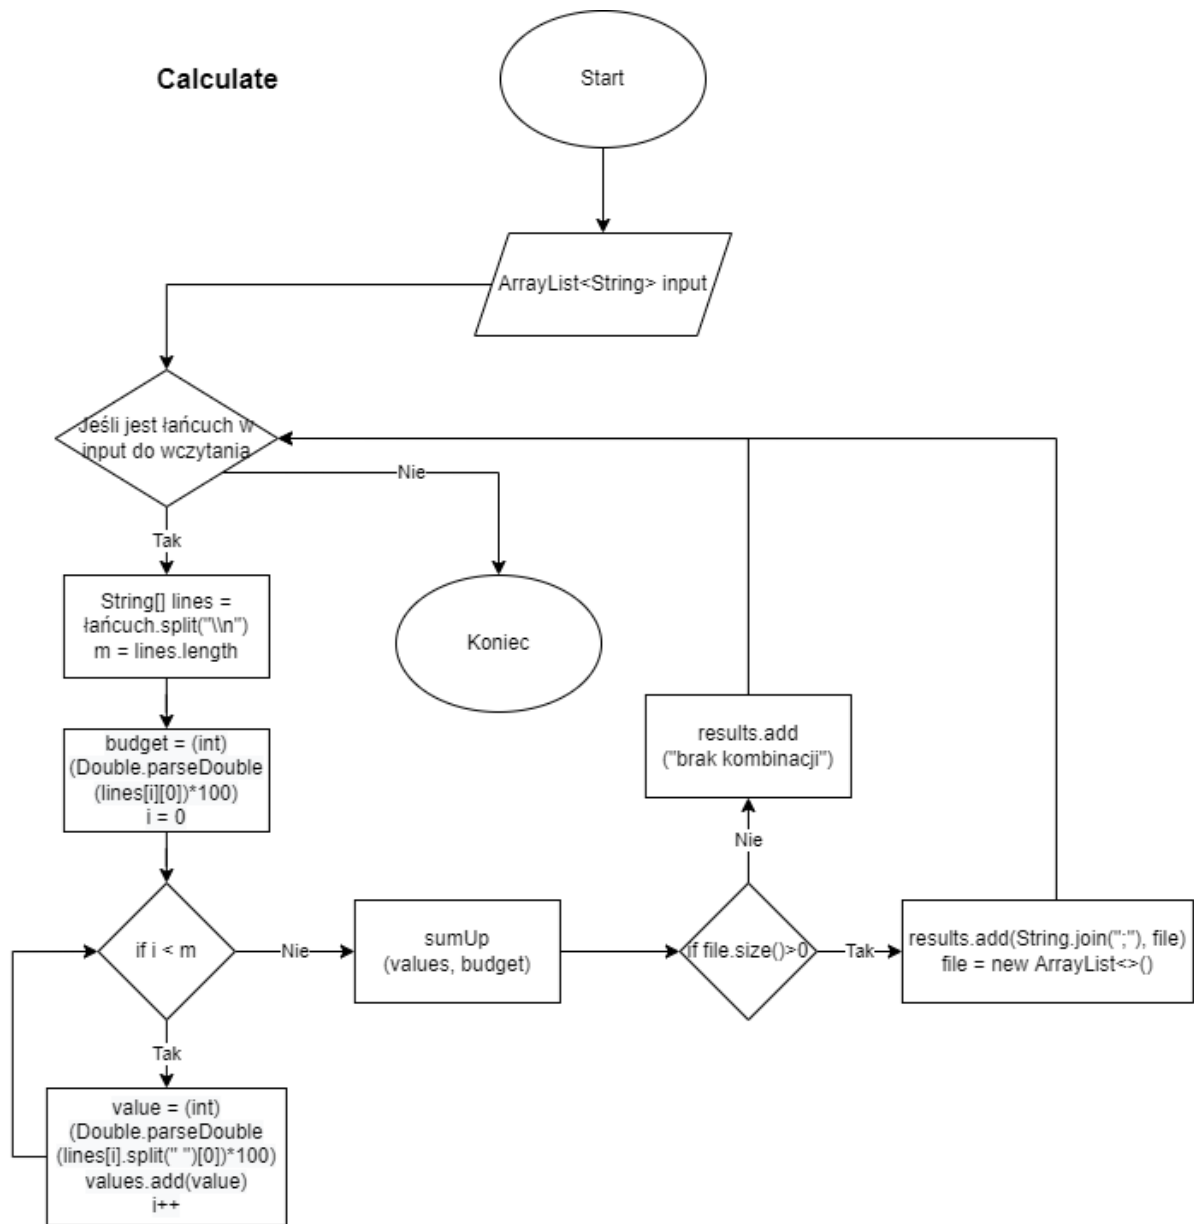 Calculate
Start
ArrayList<String> input
Jeśli jest łańcuch w
input do wczytania
Nie
Tak
String[] lines =
łańcuch.split("\\n")
m = lines.length
Koniec
budget = (int)
(Double.parseDouble
(lines[i][0])*100)
i = 0
results.add
("brak kombinacji")
Nie
if i < m
Nie
sumUp
(values, budget)
if file.size()>0
Tak
results.add(String.join(";"), file)
file = new ArrayList<>()
Tak
value = (int)
(Double.parseDouble
(lines[i].split(" ")[0])*100)
values.add(value)
i++